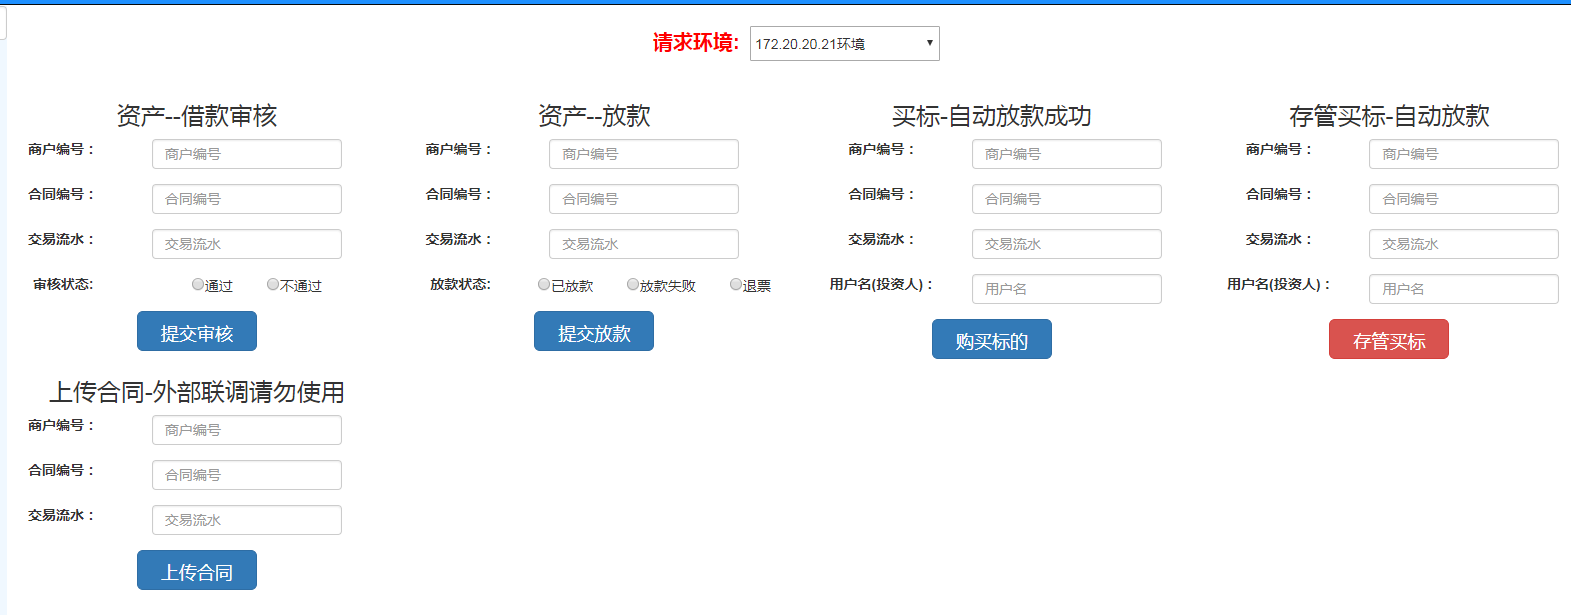 请求环境: 172.20.20.21环境
资产--借款审核
商户编号： 商户编号
合同编号： 合同编号
交易流水： 交易流水
审核状态: 通过 不通过
提交审核
资产--放款
商户编号： 商户编号
合同编号： 合同编号
交易流水： 交易流水
放款状态: 已放款 放款失败 退票
提交放款
买标-自动放款成功
商户编号： 商户编号
合同编号： 合同编号
交易流水： 交易流水
用户名(投资人)： 用户名
购买标的
存管买标-自动放款
商户编号： 商户编号
合同编号： 合同编号
交易流水： 交易流水
用户名(投资人)： 用户名
存管买标
上传合同-外部联调请勿使用
商户编号： 商户编号
合同编号： 合同编号
交易流水： 交易流水
上传合同